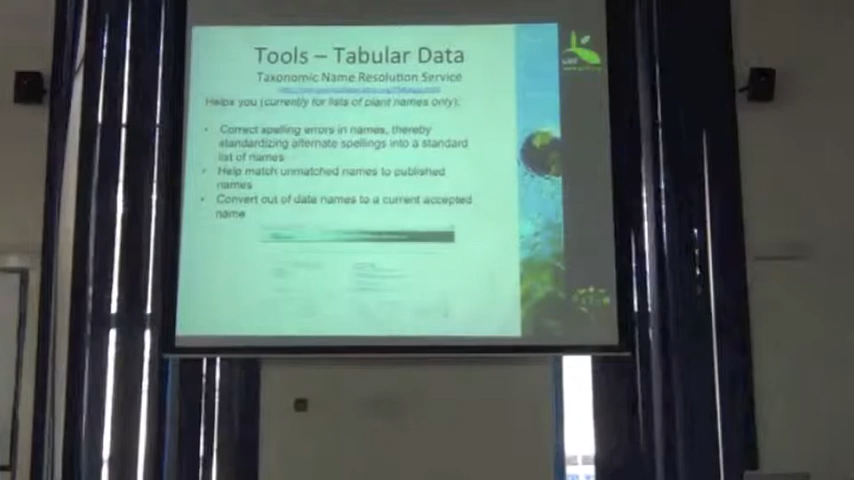 Tools – Tabular Data
Taxonomic Name Resolution Service
Helps you (currently for lists of plant names only):
• Correct spelling errors in names, thereby
standardizing alternate spellings into a standard
list of names
• Help match unmatched names to published
names
• Convert out of date names to a current accepted
name